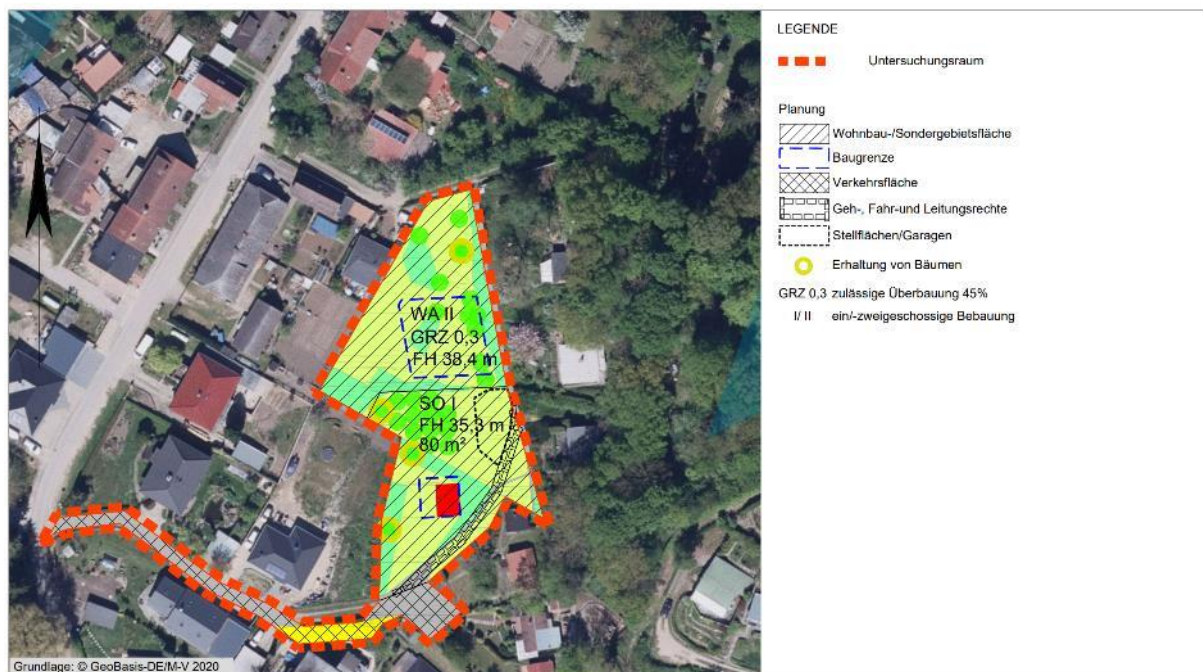 WA II
GRZ 0,3
FH 38,4 m
SO I
FH 35,3 m
80 m²
Grundlage: © GeoBasis-DE/M-V 2020
LEGENDE
Untersuchungsraum
Planung
Wohnbau-/Sondergebietsfläche
Baugrenze
Verkehrsfläche
Geh-, Fahr-und Leitungsrechte
Stellflächen/Garagen
Erhaltung von Bäumen
GRZ 0,3 zulässige Überbauung 45%
I/ II ein/-zweigeschossige Bebauung